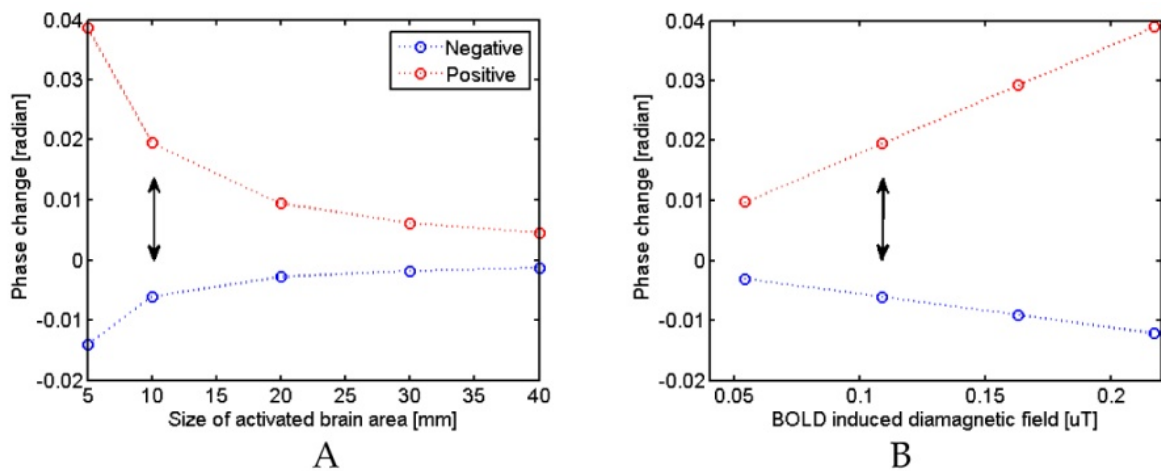 0.04
0.03
0.02
0.01
0
-0.01
-0.02
Phase change [radian]
Negative
Positive
5 10 15 20 25 30 35 40
Size of activated brain area [mm]
A
0.04
0.03
0.02
0.01
0
-0.01
-0.02
Phase change [radian]
0.05 0.1 0.15 0.2
BOLD induced diamagnetic field [uT]
B